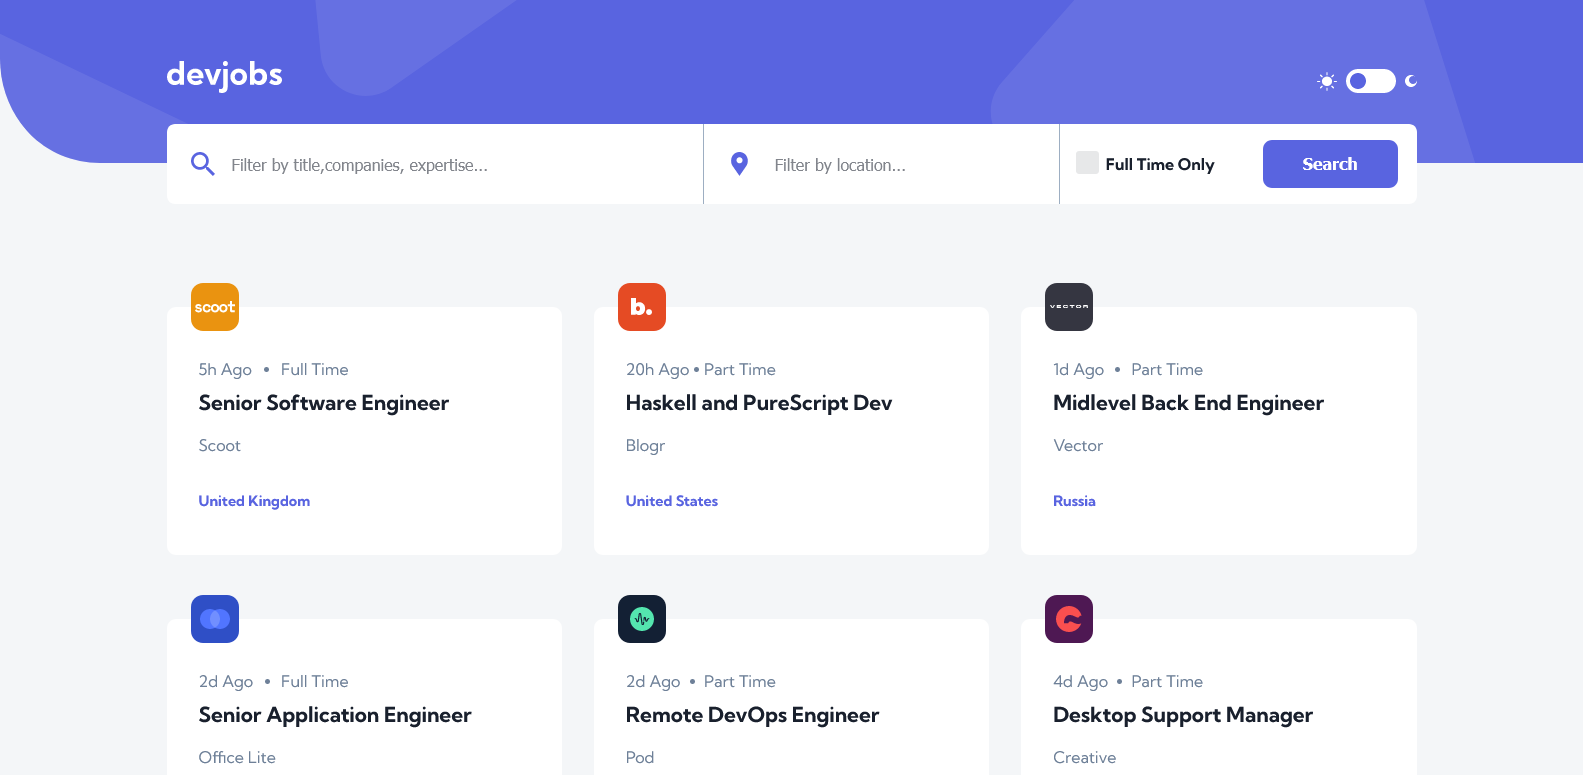 devjobs
Filter by title,companies, expertise...
Filter by location...
Full Time Only
Search
scoot
b.
VECTOR
5h Ago • Full Time
20h Ago • Part Time
1d Ago • Part Time
Senior Software Engineer
Haskell and PureScript Dev
Midlevel Back End Engineer
Scoot
Blogr
Vector
United Kingdom
United States
Russia
2d Ago • Full Time
2d Ago • Part Time
4d Ago • Part Time
Senior Application Engineer
Remote DevOps Engineer
Desktop Support Manager
Office Lite
Pod
Creative